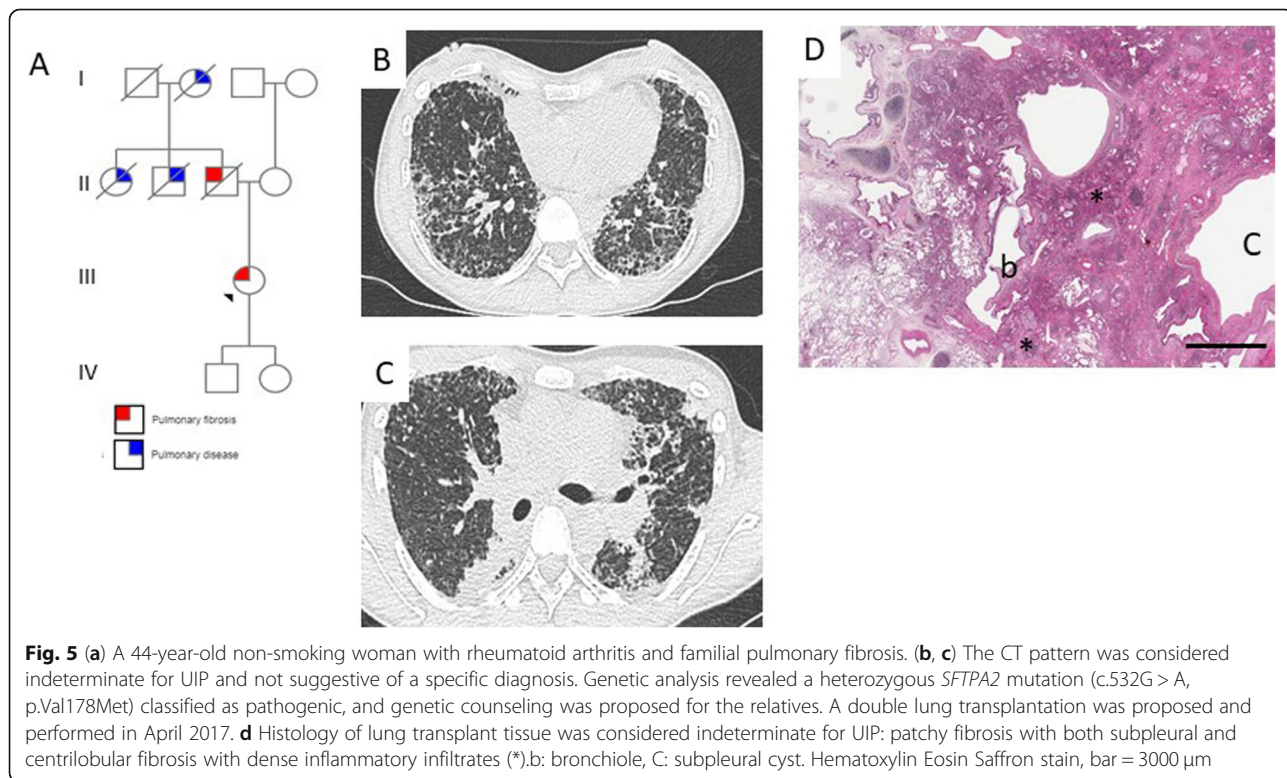 A
I
II
III
IV
Pulmonary fibrosis
Pulmonary disease
B
C
D
*
b
*
C
Fig. 5 (a) A 44-year-old non-smoking woman with rheumatoid arthritis and familial pulmonary fibrosis. (b, c) The CT pattern was considered
indeterminate for UIP and not suggestive of a specific diagnosis. Genetic analysis revealed a heterozygous SFTPA2 mutation (c.532G > A,
p.Val178Met) classified as pathogenic, and genetic counseling was proposed for the relatives. A double lung transplantation was proposed and
performed in April 2017. d Histology of lung transplant tissue was considered indeterminate for UIP: patchy fibrosis with both subpleural and
centrilobular fibrosis with dense inflammatory infiltrates (*).b: bronchiole, C: subpleural cyst. Hematoxylin Eosin Saffron stain, bar = 3000 μm